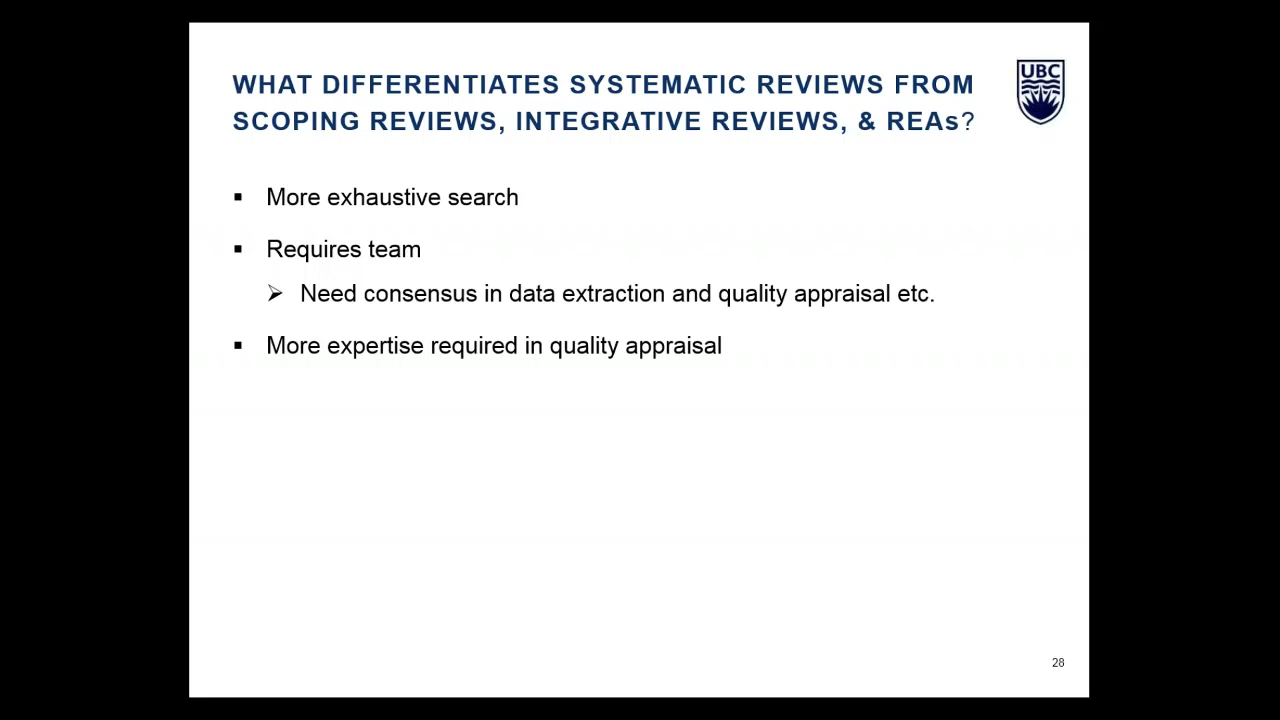 WHAT DIFFERENTIATES SYSTEMATIC REVIEWS FROM
SCOPING REVIEWS, INTEGRATIVE REVIEWS, & REAs?
UBC
▪ More exhaustive search
▪ Requires team
➢ Need consensus in data extraction and quality appraisal etc.
▪ More expertise required in quality appraisal
28